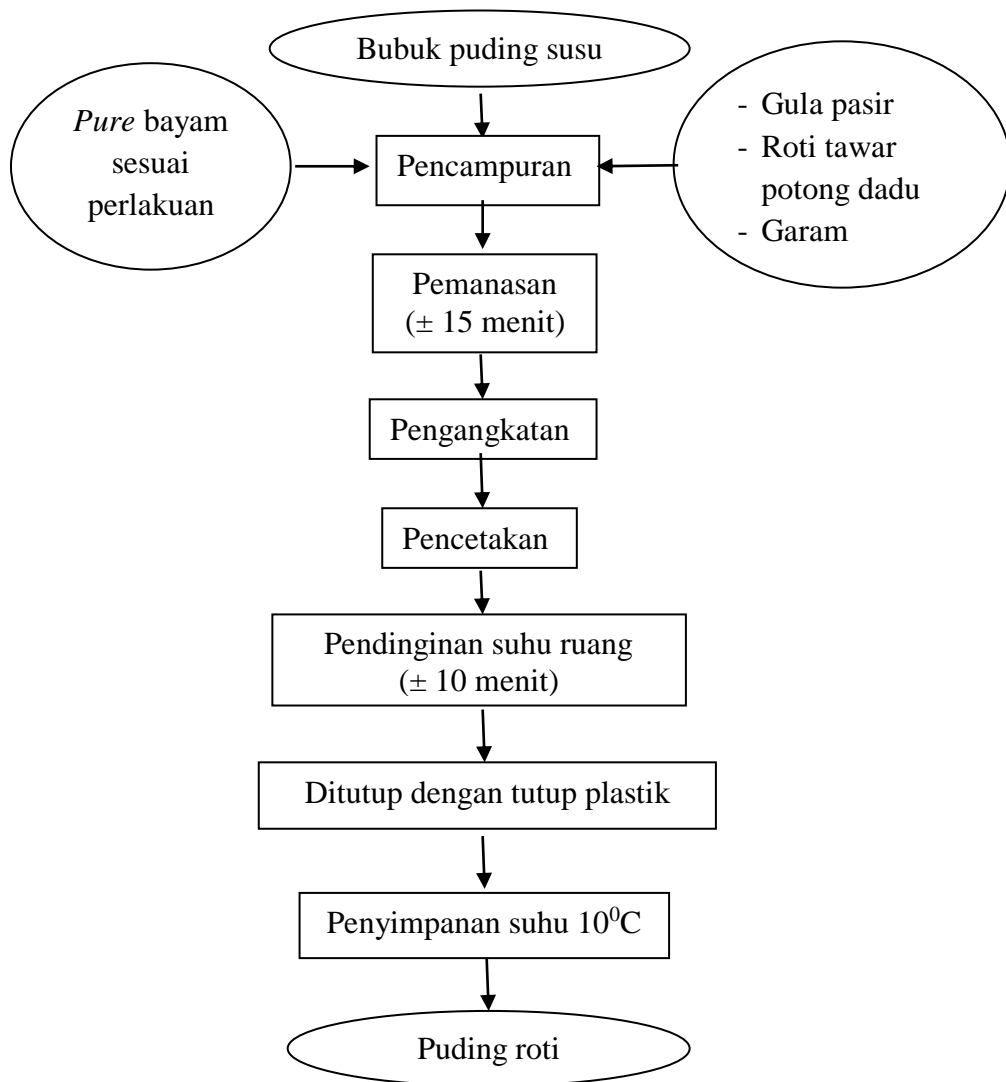 Bubuk puding susu
Pure bayam
sesuai
perlakuan
- Gula pasir
- Roti tawar
potong dadu
- Garam
Pencampuran
Pemanasan
(± 15 menit)
Pengangkatan
Pencetakan
Pendinginan suhu ruang
(± 10 menit)
Ditutup dengan tutup plastik
Penyimpanan suhu 10⁰C
Puding roti